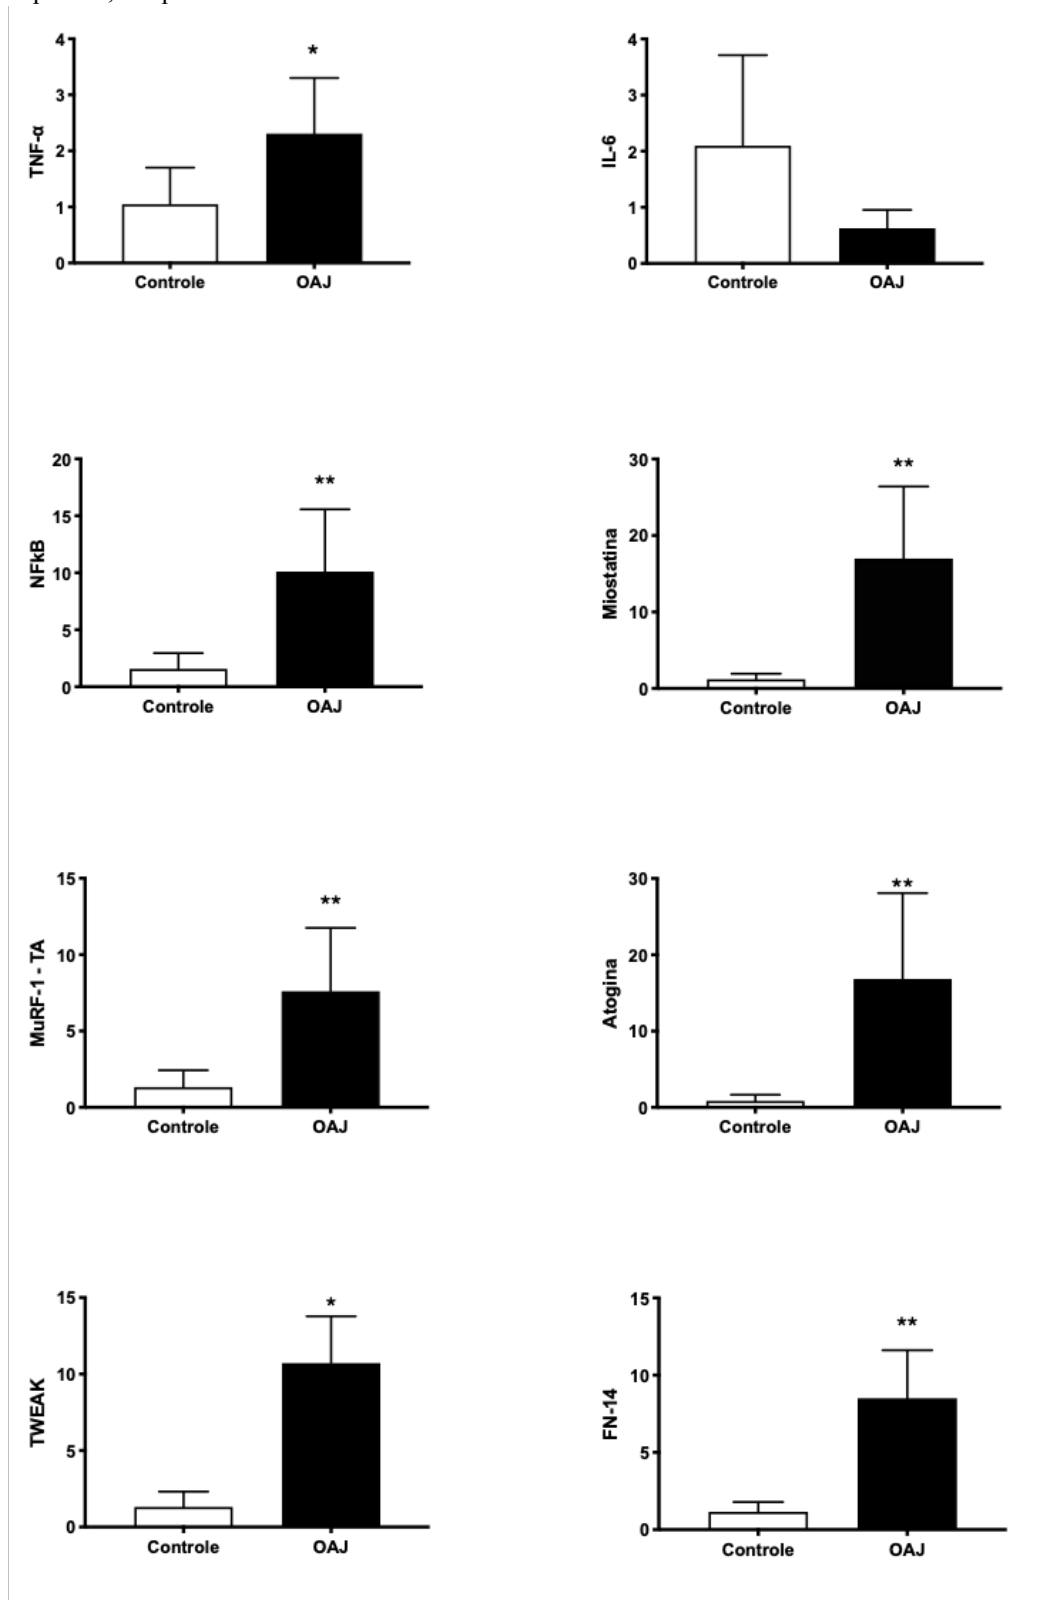 *
4
3
2
1
0
TNF-α
Controle
OAJ
4
3
2
1
0
IL-6
Controle
OAJ
**
20
15
10
5
0
NFkB
Controle
OAJ
**
30
20
10
0
Miostatina
Controle
OAJ
**
15
10
5
0
MuRF-1 - TA
Controle
OAJ
**
30
20
10
0
Atogina
Controle
OAJ
*
15
10
5
0
TWEAK
Controle
OAJ
**
15
10
5
0
FN-14
Controle
OAJ